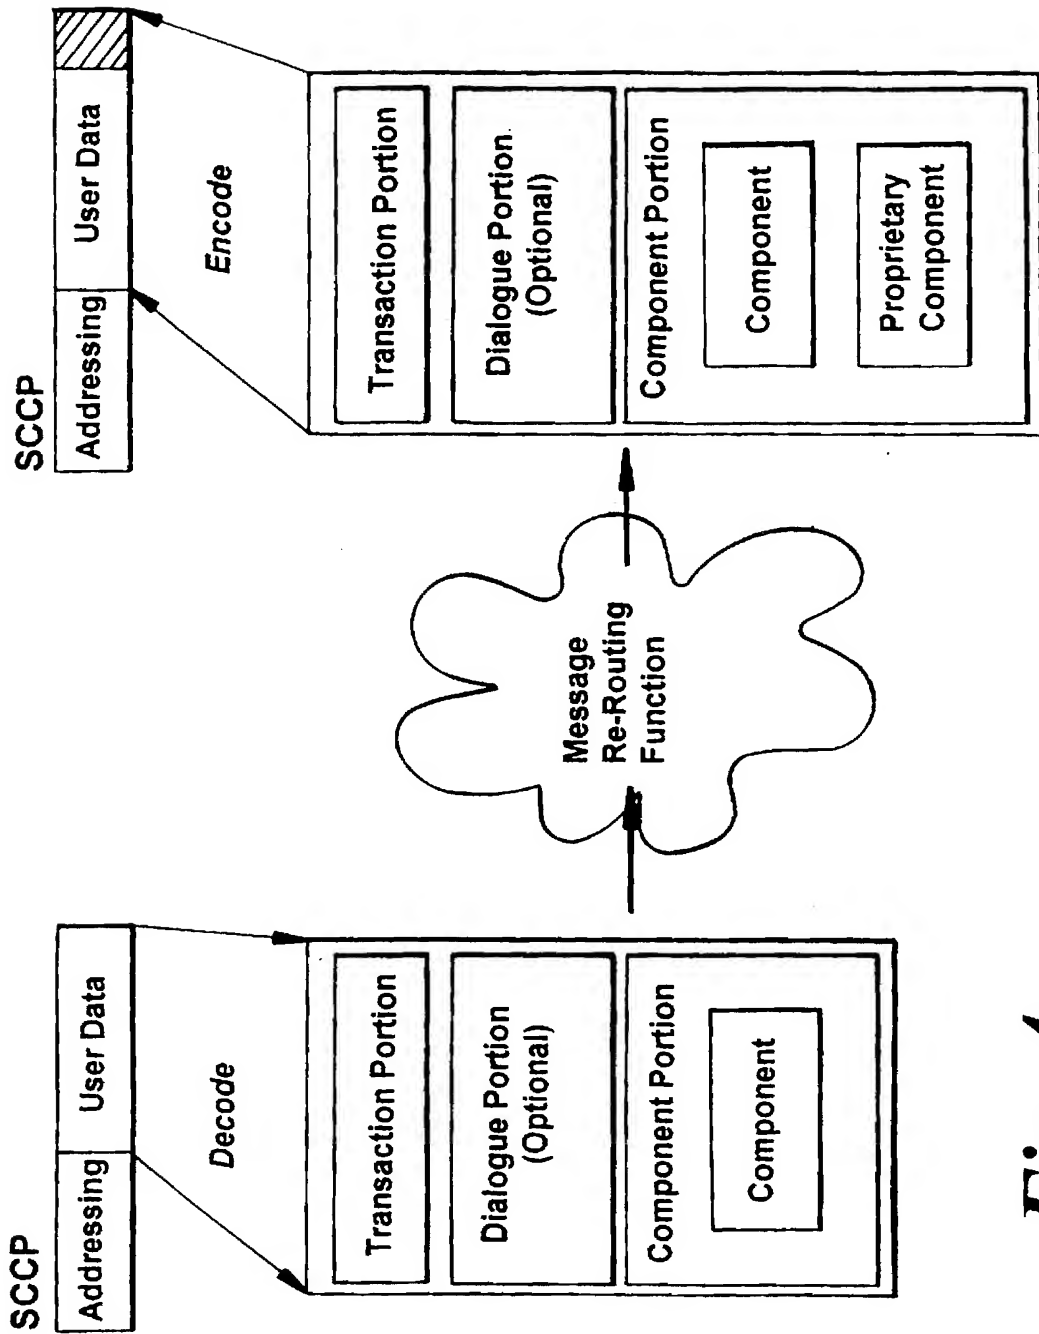 SCCP
Addressing
User Data
Decode
Transaction Portion
Dialogue Portion
(Optional)
Component Portion
Component
Message
Re-Routing
Function
SCCP
Addressing
User Data
Encode
Transaction Portion
Dialogue Portion
(Optional)
Component Portion
Component
Proprietary
Component